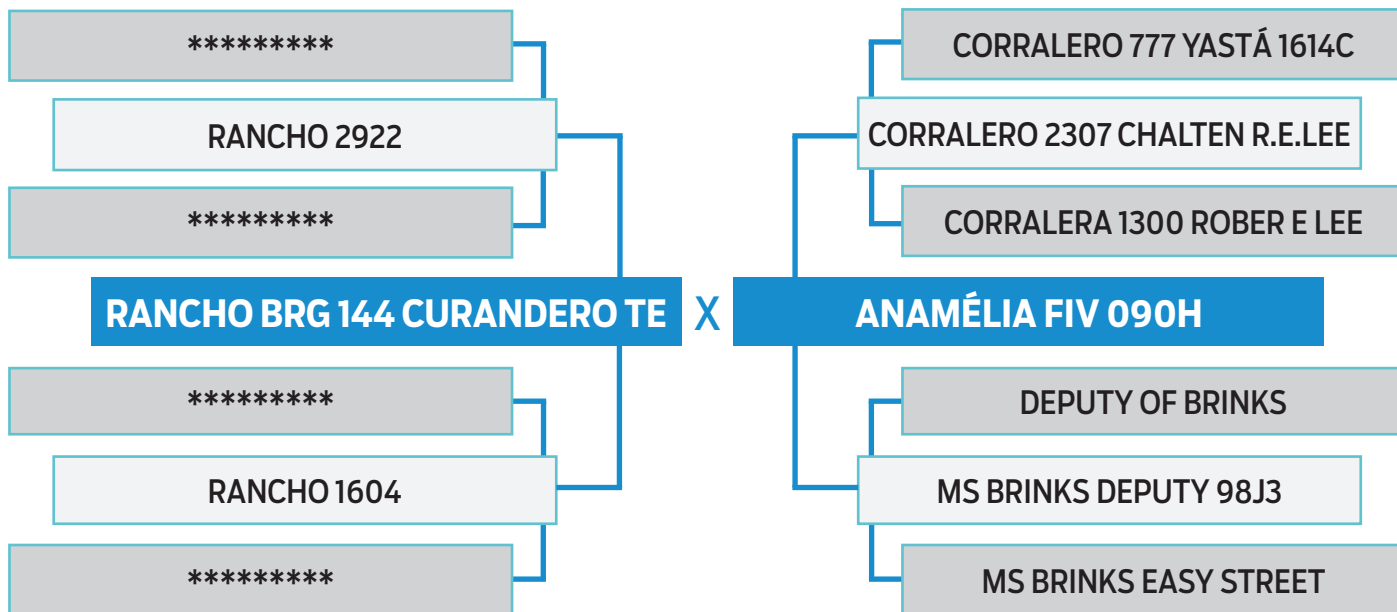 *********
RANCHO 2922
*********
RANCHO BRG 144 CURANDERO TE
*********
RANCHO 1604
*********
X
CORRALERO 777 YASTÁ 1614C
CORRALERO 2307 CHALTEN R.E.LEE
CORRALERA 1300 ROBER E LEE
ANAMÉLIA FIV 090H
DEPUTY OF BRINKS
MS BRINKS DEPUTY 98J3
MS BRINKS EASY STREET